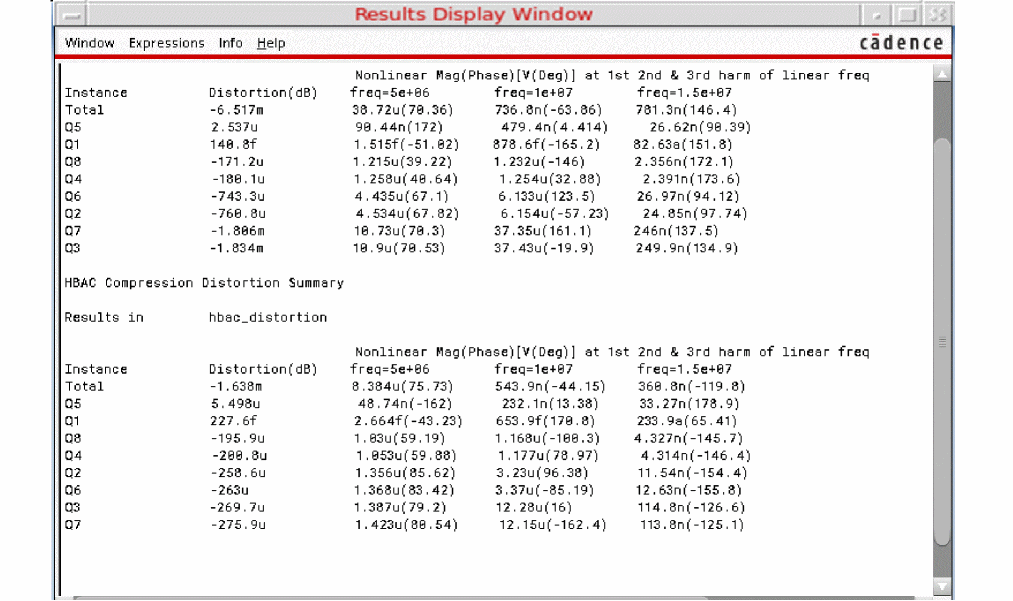 Results Display Window
Window Expressions Info Help cādence
Nonlinear Mag(Phase)[V(Deg)] at 1st 2nd & 3rd harm of linear freq
Instance Distortion(dB) freq=5e+06 freq=1e+07 freq=1.5e+07
Total -6.517m 38.72u(70.36) 736.8n(-63.86) 781.3n(146.4)
Q5 2.537u 90.44n(172) 479.4n(4.414) 26.62n(90.39)
Q1 140.8f 1.515f(-51.02) 878.6f(-165.2) 82.63a(151.8)
Q8 -171.2u 1.215u(39.22) 1.232u(-146) 2.356n(172.1)
Q4 -180.1u 1.258u(40.64) 1.254u(32.88) 2.391n(173.6)
Q6 -743.3u 4.435u(67.1) 6.133u(123.5) 26.97n(94.12)
Q2 -760.8u 4.534u(67.82) 6.154u(-57.23) 24.85n(97.74)
Q7 -1.806m 10.73u(70.3) 37.35u(161.1) 246n(137.5)
Q3 -1.834m 10.9u(70.53) 37.43u(-19.9) 249.9n(134.9)
HBAC Compression Distortion Summary
Results in hbac_distortion
Nonlinear Mag(Phase)[V(Deg)] at 1st 2nd & 3rd harm of linear freq
Instance Distortion(dB) freq=5e+06 freq=1e+07 freq=1.5e+07
Total -1.638m 8.384u(75.73) 543.9n(-44.15) 360.8n(-119.8)
Q5 5.498u 48.74n(-162) 232.1n(13.38) 33.27n(178.9)
Q1 227.6f 2.664f(-43.23) 653.9f(170.8) 233.9a(65.41)
Q8 -195.9u 1.03u(59.19) 1.168u(-100.3) 4.327n(-145.7)
Q4 -200.8u 1.053u(59.88) 1.177u(78.97) 4.314n(-146.4)
Q2 -258.6u 1.356u(85.62) 3.23u(96.38) 11.54n(-154.4)
Q6 -263u 1.368u(83.42) 3.37u(-85.19) 12.63n(-155.8)
Q3 -269.7u 1.387u(79.2) 12.28u(16) 114.8n(-126.6)
Q7 -275.9u 1.423u(80.54) 12.15u(-162.4) 113.8n(-125.1)